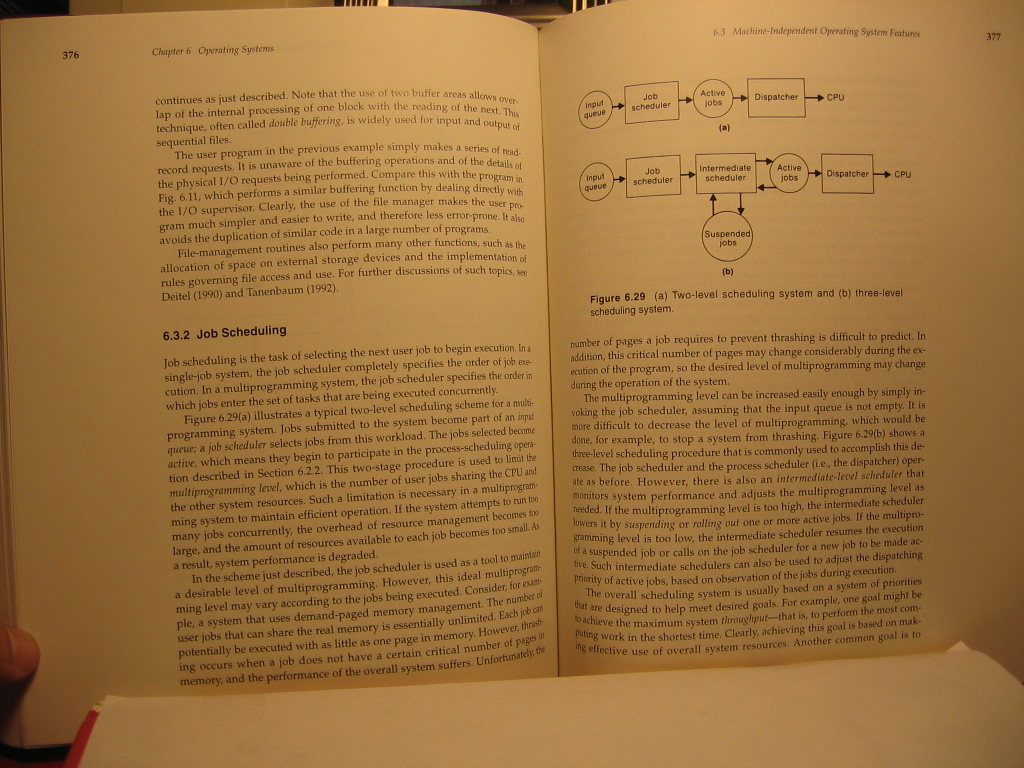 376
Chapter 6 Operating Systems
continues as just described. Note that the use of two buffer areas allows over-
lap of the internal processing of one block with the reading of the next. This
technique, often called double buffering, is widely used for input and output of
sequential files.
The user program in the previous example simply makes a series of read-
record requests. It is unaware of the buffering operations and of the details of
the physical I/O requests being performed. Compare this with the program in
Fig. 6.11, which performs a similar buffering function by dealing directly with
the I/O supervisor. Clearly, the use of the file manager makes the user pro-
gram much simpler and easier to write, and therefore less error-prone. It also
avoids the duplication of similar code in a large number of programs.
File-management routines also perform many other functions, such as the
allocation of space on external storage devices and the implementation of
rules governing file access and use. For further discussions of such topics, see
Deitel (1990) and Tanenbaum (1992).
6.3.2 Job Scheduling
Job scheduling is the task of selecting the next user job to begin execution. In a
single-job system, the job scheduler completely specifies the order of job exe-
cution. In a multiprogramming system, the job scheduler specifies the order in
which jobs enter the set of tasks that are being executed concurrently.
Figure 6.29(a) illustrates a typical two-level scheduling scheme for a multi-
programming system. Jobs submitted to the system become part of an input
queue; a job scheduler selects jobs from this workload. The jobs selected become
active, which means they begin to participate in the process-scheduling opera-
tion described in Section 6.2.2. This two-stage procedure is used to limit the
multiprogramming level, which is the number of user jobs sharing the CPU and
the other system resources. Such a limitation is necessary in a multiprogram-
ming system to maintain efficient operation. If the system attempts to run too
many jobs concurrently, the overhead of resource management becomes too
large, and the amount of resources available to each job becomes too small. As
a result, system performance is degraded.
In the scheme just described, the job scheduler is used as a tool to maintain
a desirable level of multiprogramming. However, this ideal multiprogram-
ming level may vary according to the jobs being executed. Consider, for exam-
ple, a system that uses demand-paged memory management. The number of
user jobs that can share the real memory is essentially unlimited. Each job can
potentially be executed with as little as one page in memory. However, thrash-
ing occurs when a job does not have a certain critical number of pages in
memory, and the performance of the overall system suffers. Unfortunately, the
6.3 Machine-Independent Operating System Features
377
Input
queue
Job
scheduler
Active
jobs
Dispatcher
CPU
(a)
Input
queue
Job
scheduler
Intermediate
scheduler
Active
jobs
Dispatcher
CPU
Suspended
jobs
(b)
Figure 6.29 (a) Two-level scheduling system and (b) three-level
scheduling system.
number of pages a job requires to prevent thrashing is difficult to predict. In
addition, this critical number of pages may change considerably during the ex-
ecution of the program, so the desired level of multiprogramming may change
during the operation of the system.
The multiprogramming level can be increased easily enough by simply in-
voking the job scheduler, assuming that the input queue is not empty. It is
more difficult to decrease the level of multiprogramming, which would be
done, for example, to stop a system from thrashing. Figure 6.29(b) shows a
three-level scheduling procedure that is commonly used to accomplish this de-
crease. The job scheduler and the process scheduler (i.e., the dispatcher) oper-
ate as before. However, there is also an intermediate-level scheduler that
monitors system performance and adjusts the multiprogramming level as
needed. If the multiprogramming level is too high, the intermediate scheduler
lowers it by suspending or rolling out one or more active jobs. If the multipro-
gramming level is too low, the intermediate scheduler resumes the execution
of a suspended job or calls on the job scheduler for a new job to be made ac-
tive. Such intermediate schedulers can also be used to adjust the dispatching
priority of active jobs, based on observation of the jobs during execution.
The overall scheduling system is usually based on a system of priorities
that are designed to help meet desired goals. For example, one goal might be
to achieve the maximum system throughput—that is, to perform the most com-
puting work in the shortest time. Clearly, achieving this goal is based on mak-
ing effective use of overall system resources. Another common goal is to